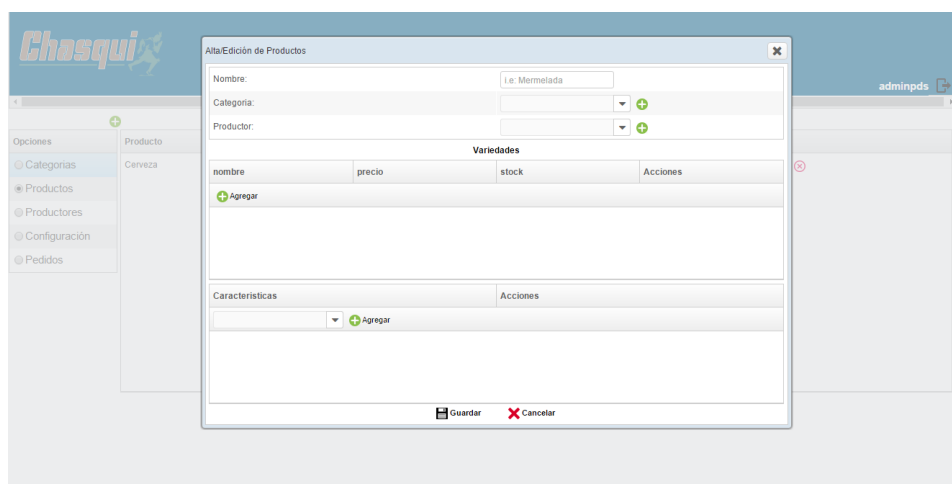 Chasqui
adminpds
Opciones
Categorias
Productos
Productores
Configuración
Pedidos
Producto
Cerveza
Alta/Edición de Productos
Nombre:
i.e: Mermelada
Categoria:
Productor:
Variedades
nombre precio stock Acciones
Agregar
Caracteristicas Acciones
Agregar
Guardar Cancelar